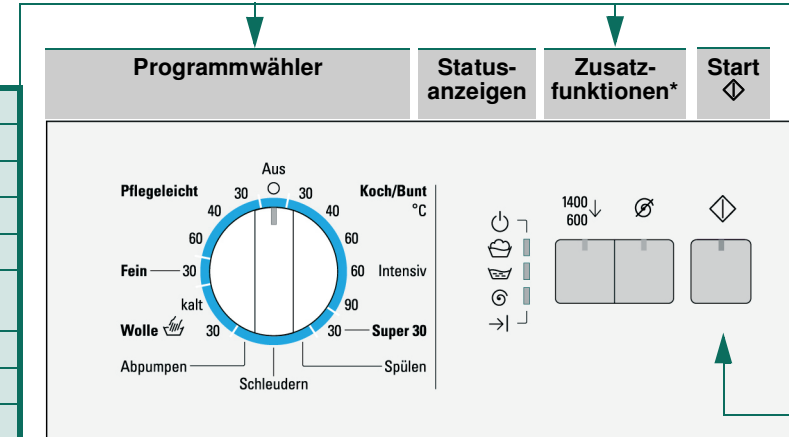 Programmwähler
Status-
anzeigen
Zusatz-
funktionen*
Start
Aus
Pflegeleicht
30
30
Koch/Bunt
40
40
°C
60
60
Fein
30
60
Intensiv
kalt
90
Wolle
30
30
Super 30
Abpumpen
Spülen
Schleudern
1400
600